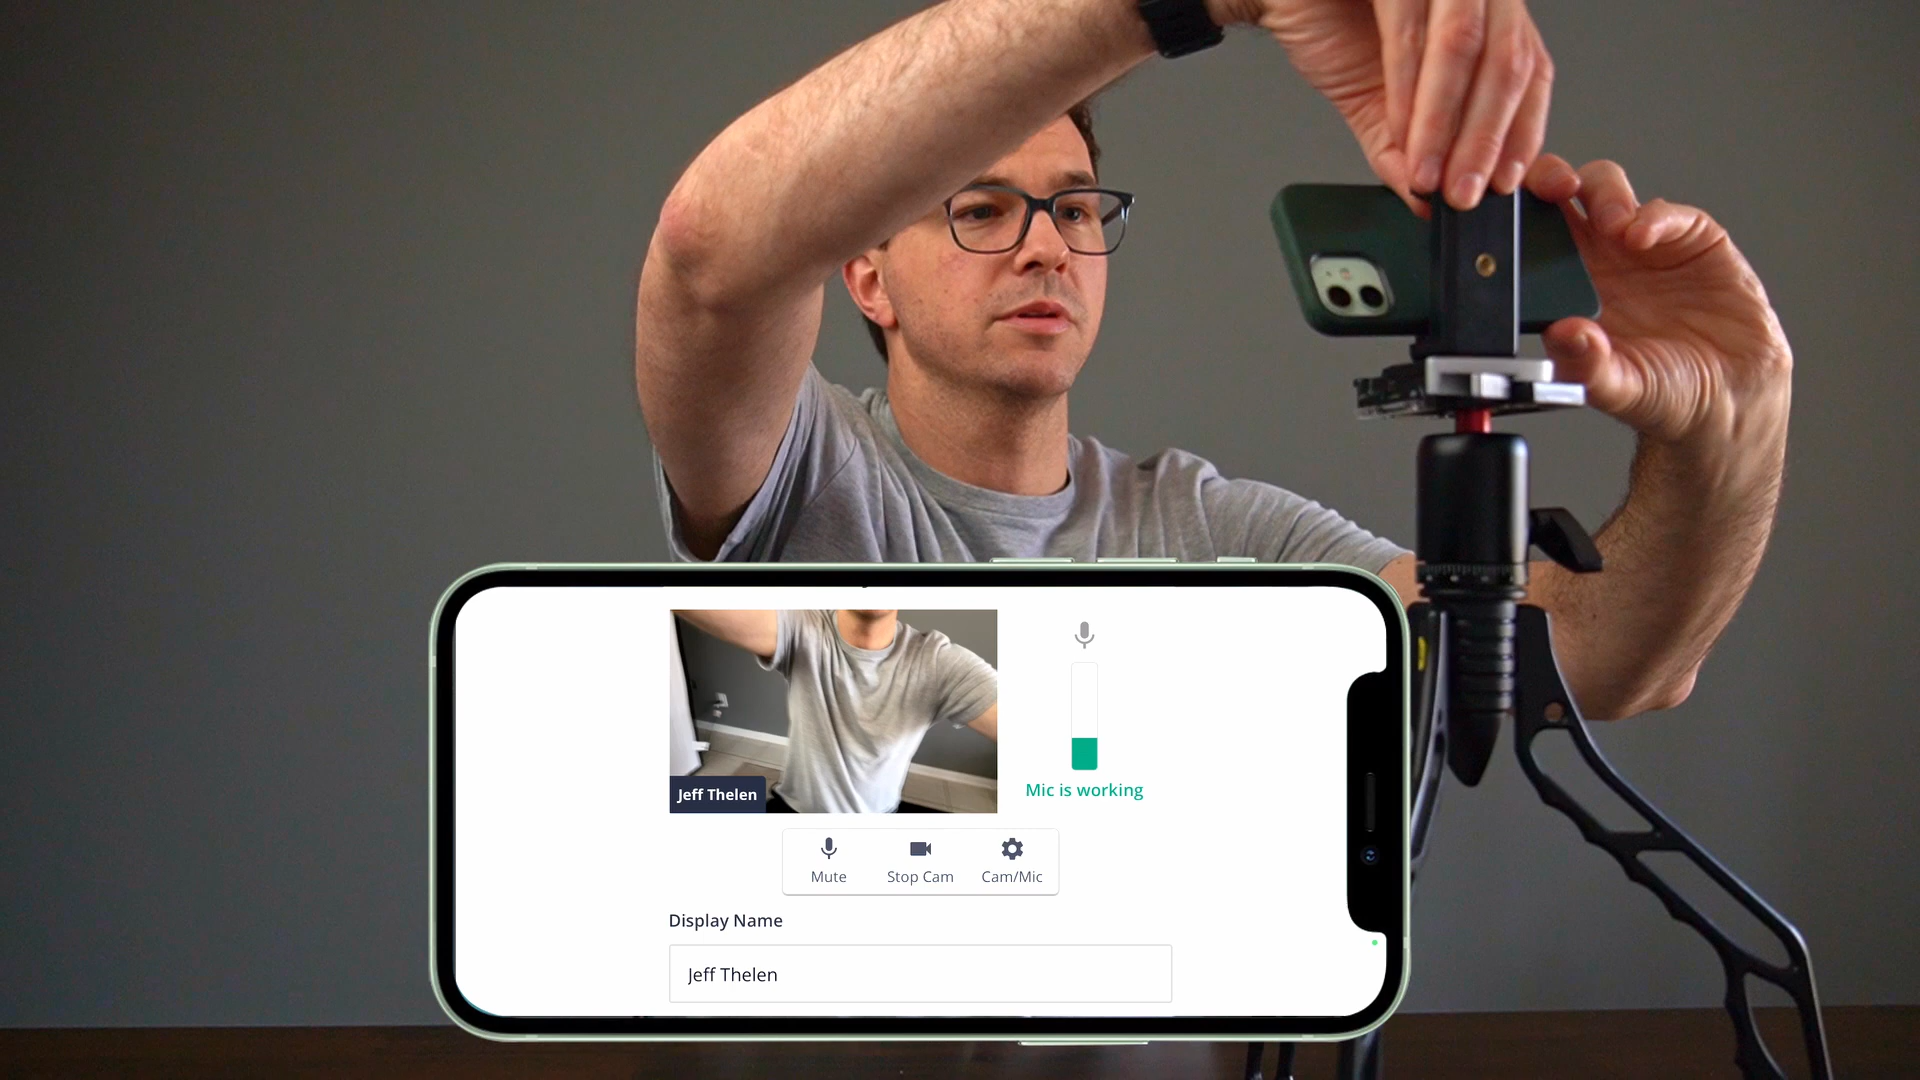 Mic is working
Jeff Thelen
Mute
Stop Cam
Cam/Mic
Display Name
Jeff Thelen